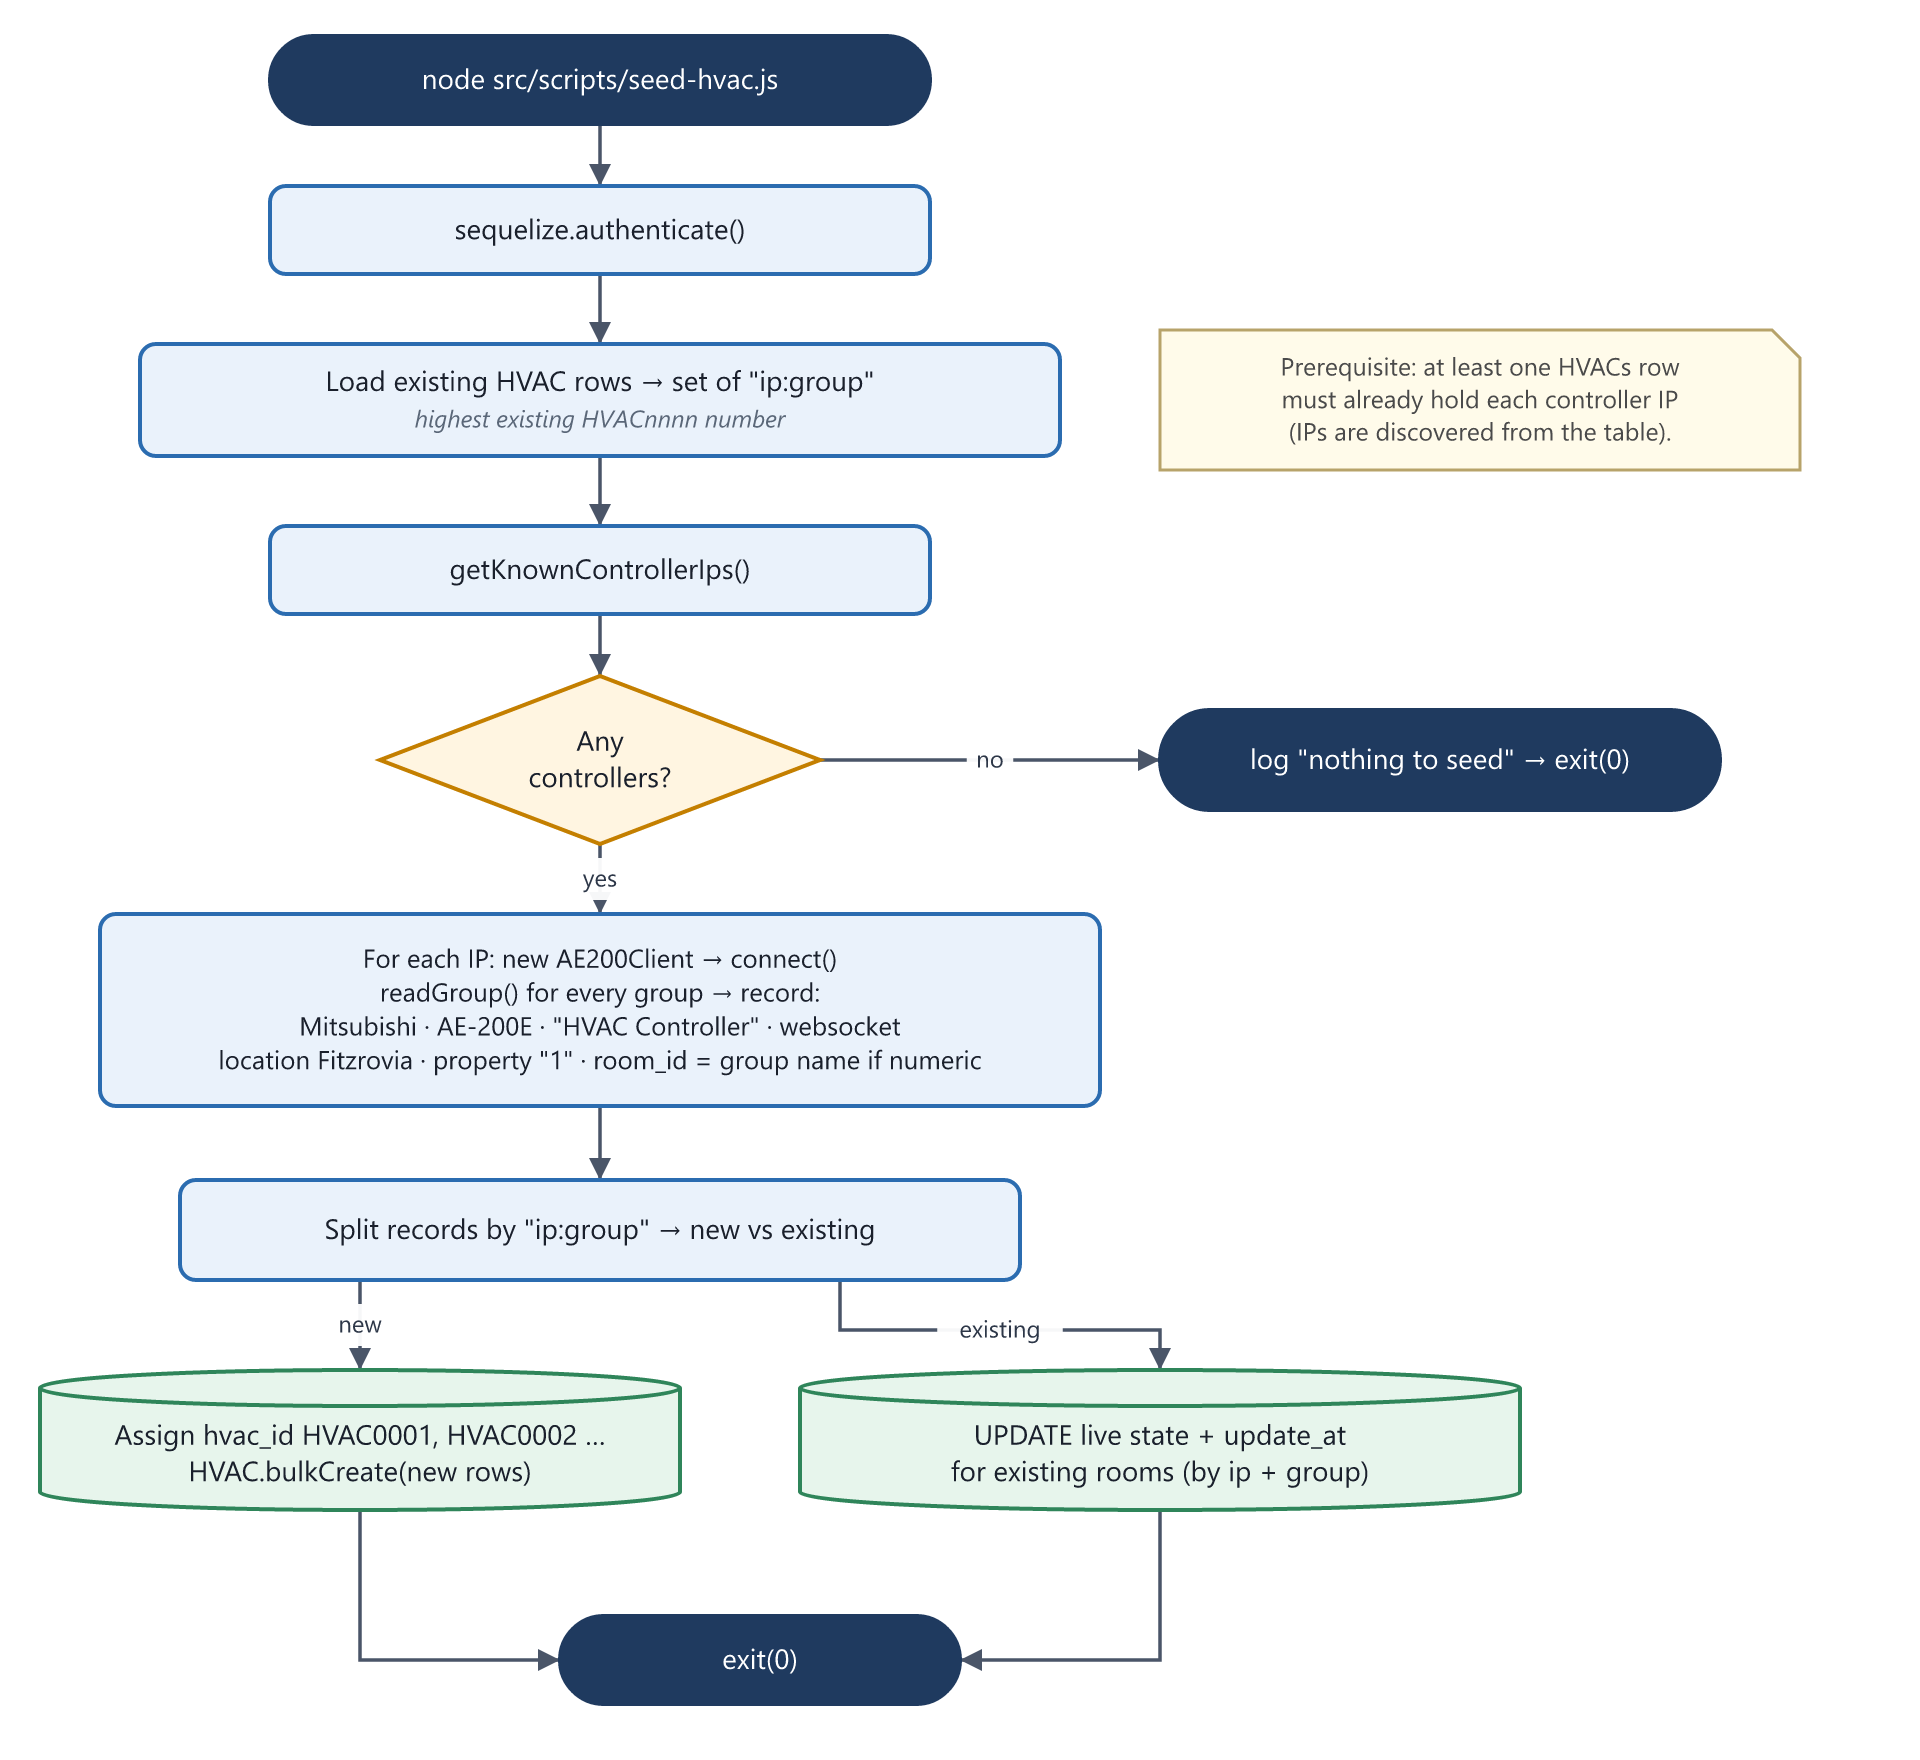 node src/scripts/seed-hvac.js
sequelize.authenticate()
Load existing HVAC rows → set of "ip:group"
highest existing HVACnnnn number
Prerequisite: at least one HVACs row
must already hold each controller IP
(IPs are discovered from the table).
getKnownControllerIps()
Any
controllers?
no
log "nothing to seed" → exit(0)
yes
For each IP: new AE200Client → connect()
readGroup() for every group → record:
Mitsubishi · AE-200E · "HVAC Controller" · websocket
location Fitzrovia · property "1" · room_id = group name if numeric
Split records by "ip:group" → new vs existing
new
existing
Assign hvac_id HVAC0001, HVAC0002 …
HVAC.bulkCreate(new rows)
UPDATE live state + update_at
for existing rooms (by ip + group)
exit(0)